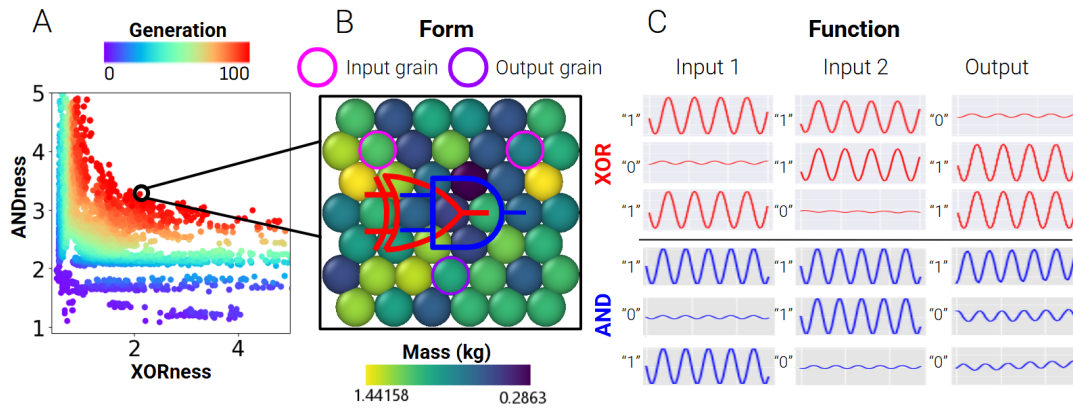 A
Generation
0
100
ANDness
5
4
3
2
1
2
4
XORness
B
Form
Input grain
Output grain
Mass (kg)
1.44158
0.2863
C
Function
Input 1
Input 2
Output
XOR
“1”
“1”
“0”
“0”
“1”
“1”
“1”
“0”
“1”
AND
“1”
“1”
“1”
“0”
“1”
“0”
“1”
“0”
“0”